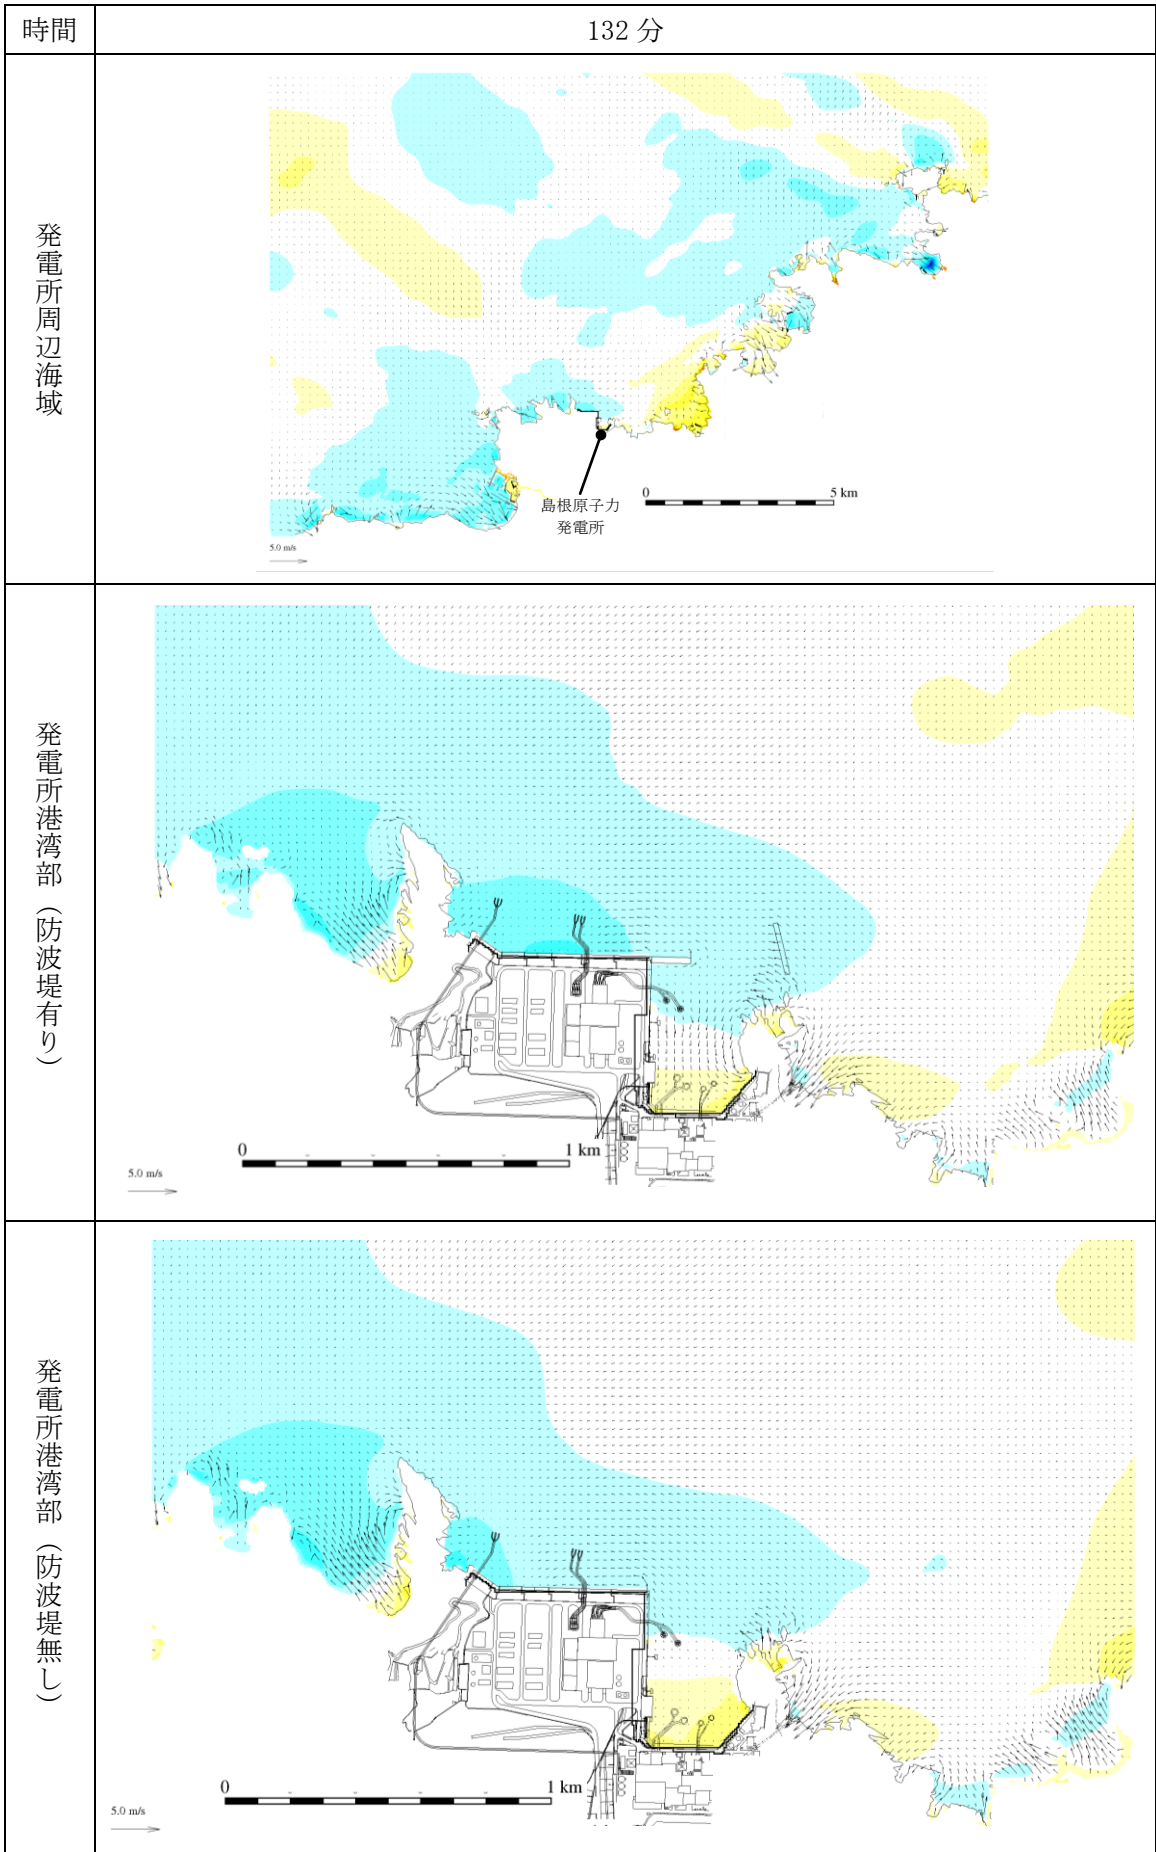 時間
132 分
発電所周辺海域
島根原子力
発電所
0
5 km
5.0 m/s
発電所港湾部（防波堤有り）
0
1 km
5.0 m/s
発電所港湾部（防波堤無し）
0
1 km
5.0 m/s